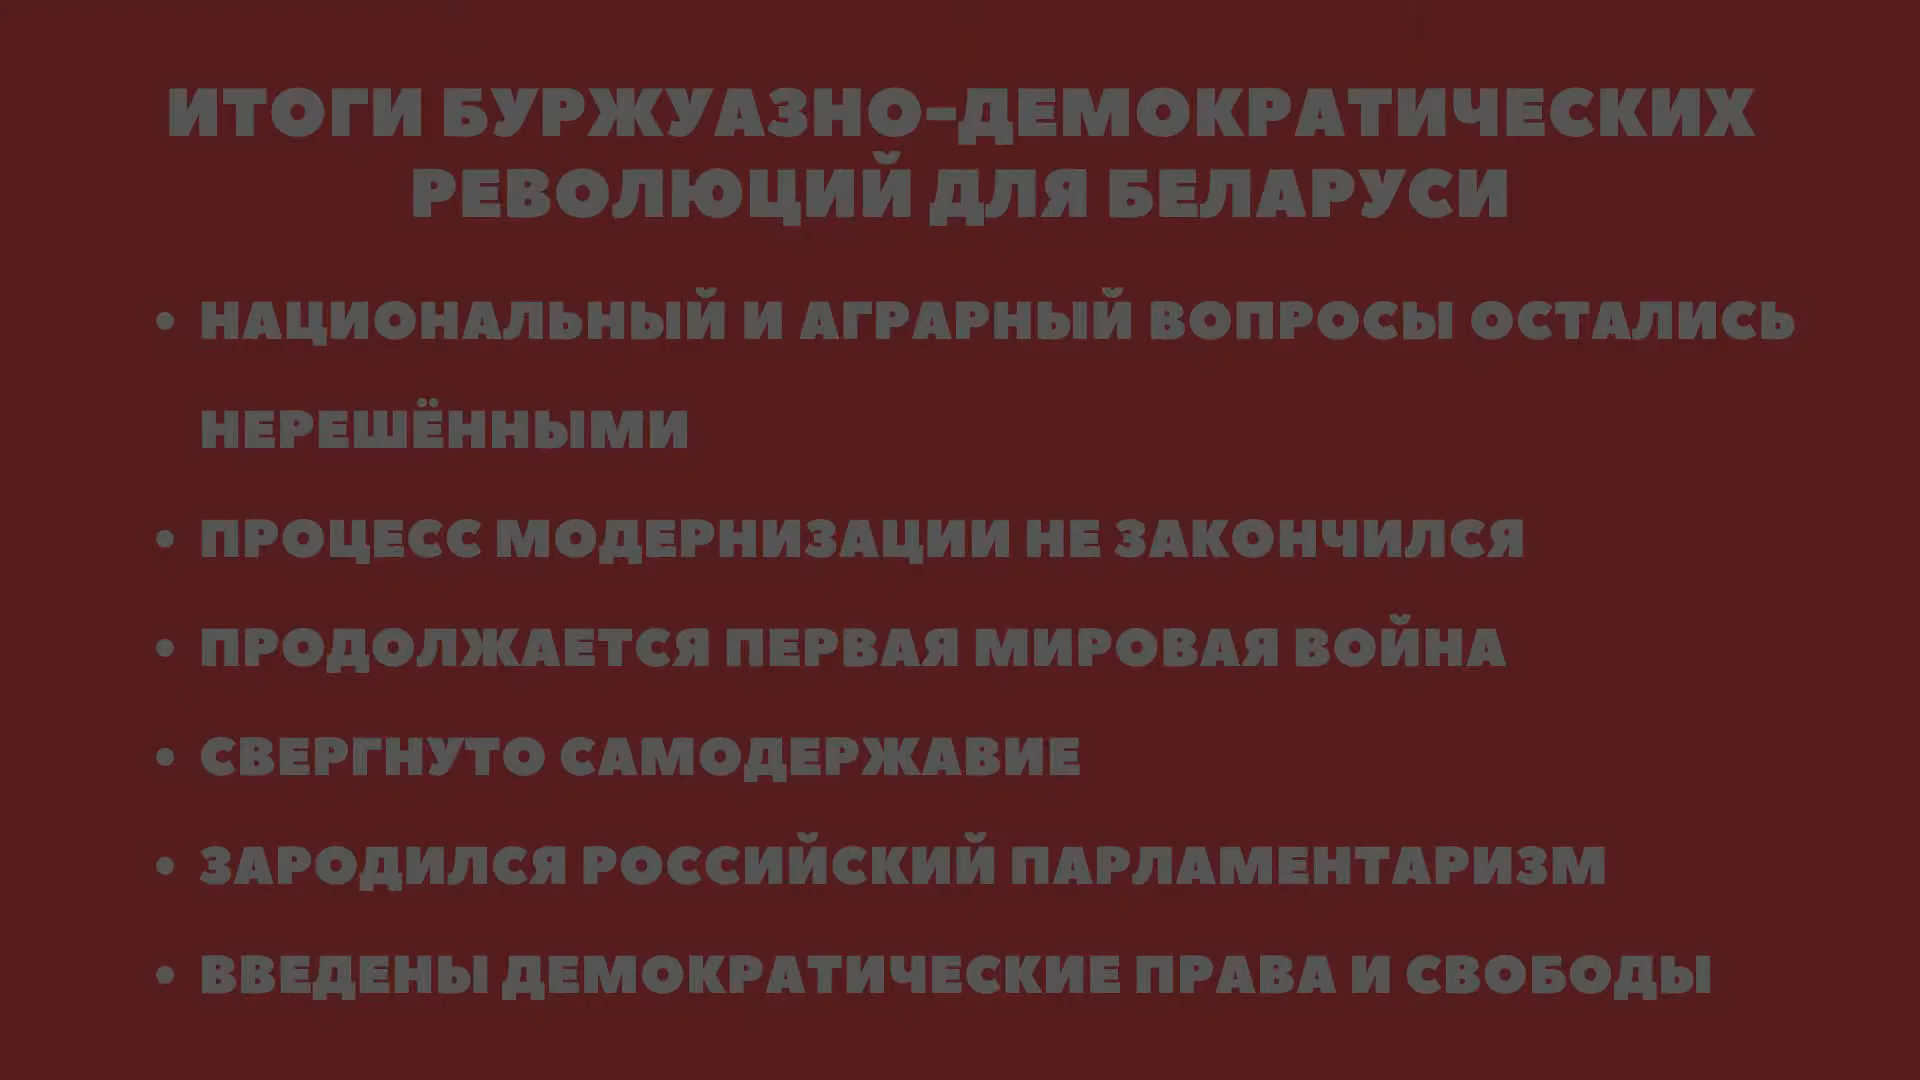 ИТОГИ БУРЖУАЗНО-ДЕМОКРАТИЧЕСКИХ
РЕВОЛЮЦИЙ ДЛЯ БЕЛАРУСИ
• НАЦИОНАЛЬНЫЙ И АГРАРНЫЙ ВОПРОСЫ ОСТАЛИСЬ
НЕРЕШЁННЫМИ
• ПРОЦЕСС МОДЕРНИЗАЦИИ НЕ ЗАКОНЧИЛСЯ
• ПРОДОЛЖАЕТСЯ ПЕРВАЯ МИРОВАЯ ВОЙНА
• СВЕРГНУТО САМОДЕРЖАВИЕ
• ЗАРОДИЛСЯ РОССИЙСКИЙ ПАРЛАМЕНТАРИЗМ
• ВВЕДЕНЫ ДЕМОКРАТИЧЕСКИЕ ПРАВА И СВОБОДЫ